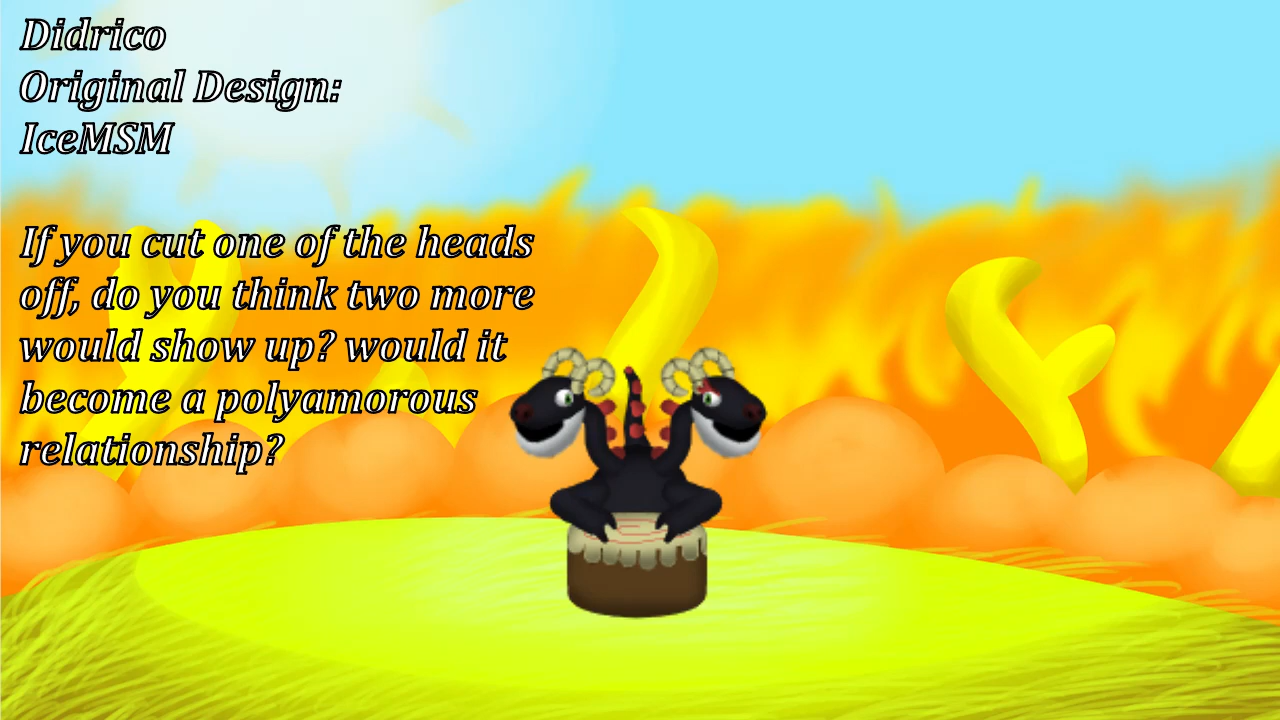 Didrico
Original Design:
IceMSM
If you cut one of the heads
off, do you think two more
would show up? would it
become a polyamorous
relationship?